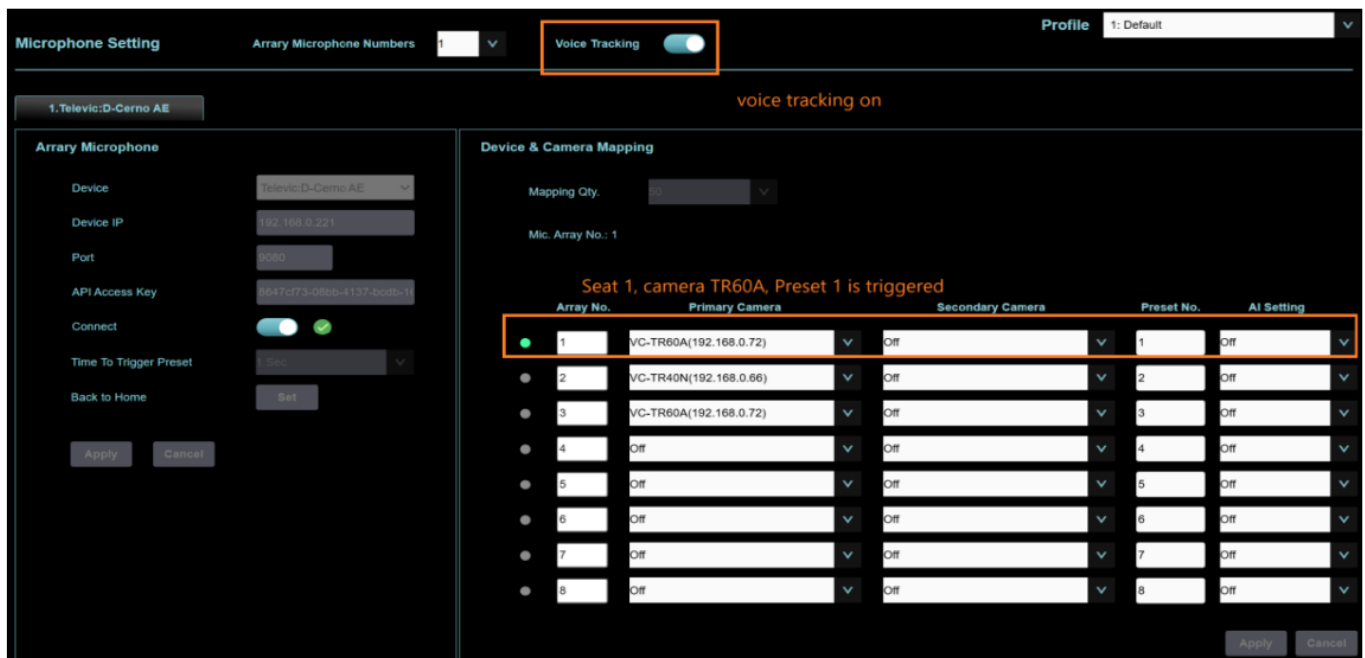 Profile 1: Default
Microphone Setting Arrary Microphone Numbers 1 Voice Tracking
voice tracking on
1.Televic:D-Cerno AE
Arrary Microphone
Device Televic:D-Cerno AE
Device IP 192.168.0.221
Port 9080
API Access Key
Connect
Time To Trigger Preset 1 Sec
Back to Home Set
Apply Cancel
Device & Camera Mapping
Mapping Qty. 50
Mic. Array No.: 1
Seat 1, camera TR60A, Preset 1 is triggered
Array No. Primary Camera Secondary Camera Preset No. AI Setting
1 VC-TR60A(192.168.0.72) Off 1 Off
2 VC-TR40N(192.168.0.66) Off 2 Off
3 VC-TR60A(192.168.0.72) Off 3 Off
4 Off Off 4 Off
5 Off Off 5 Off
6 Off Off 6 Off
7 Off Off 7 Off
8 Off Off 8 Off
Apply Cancel